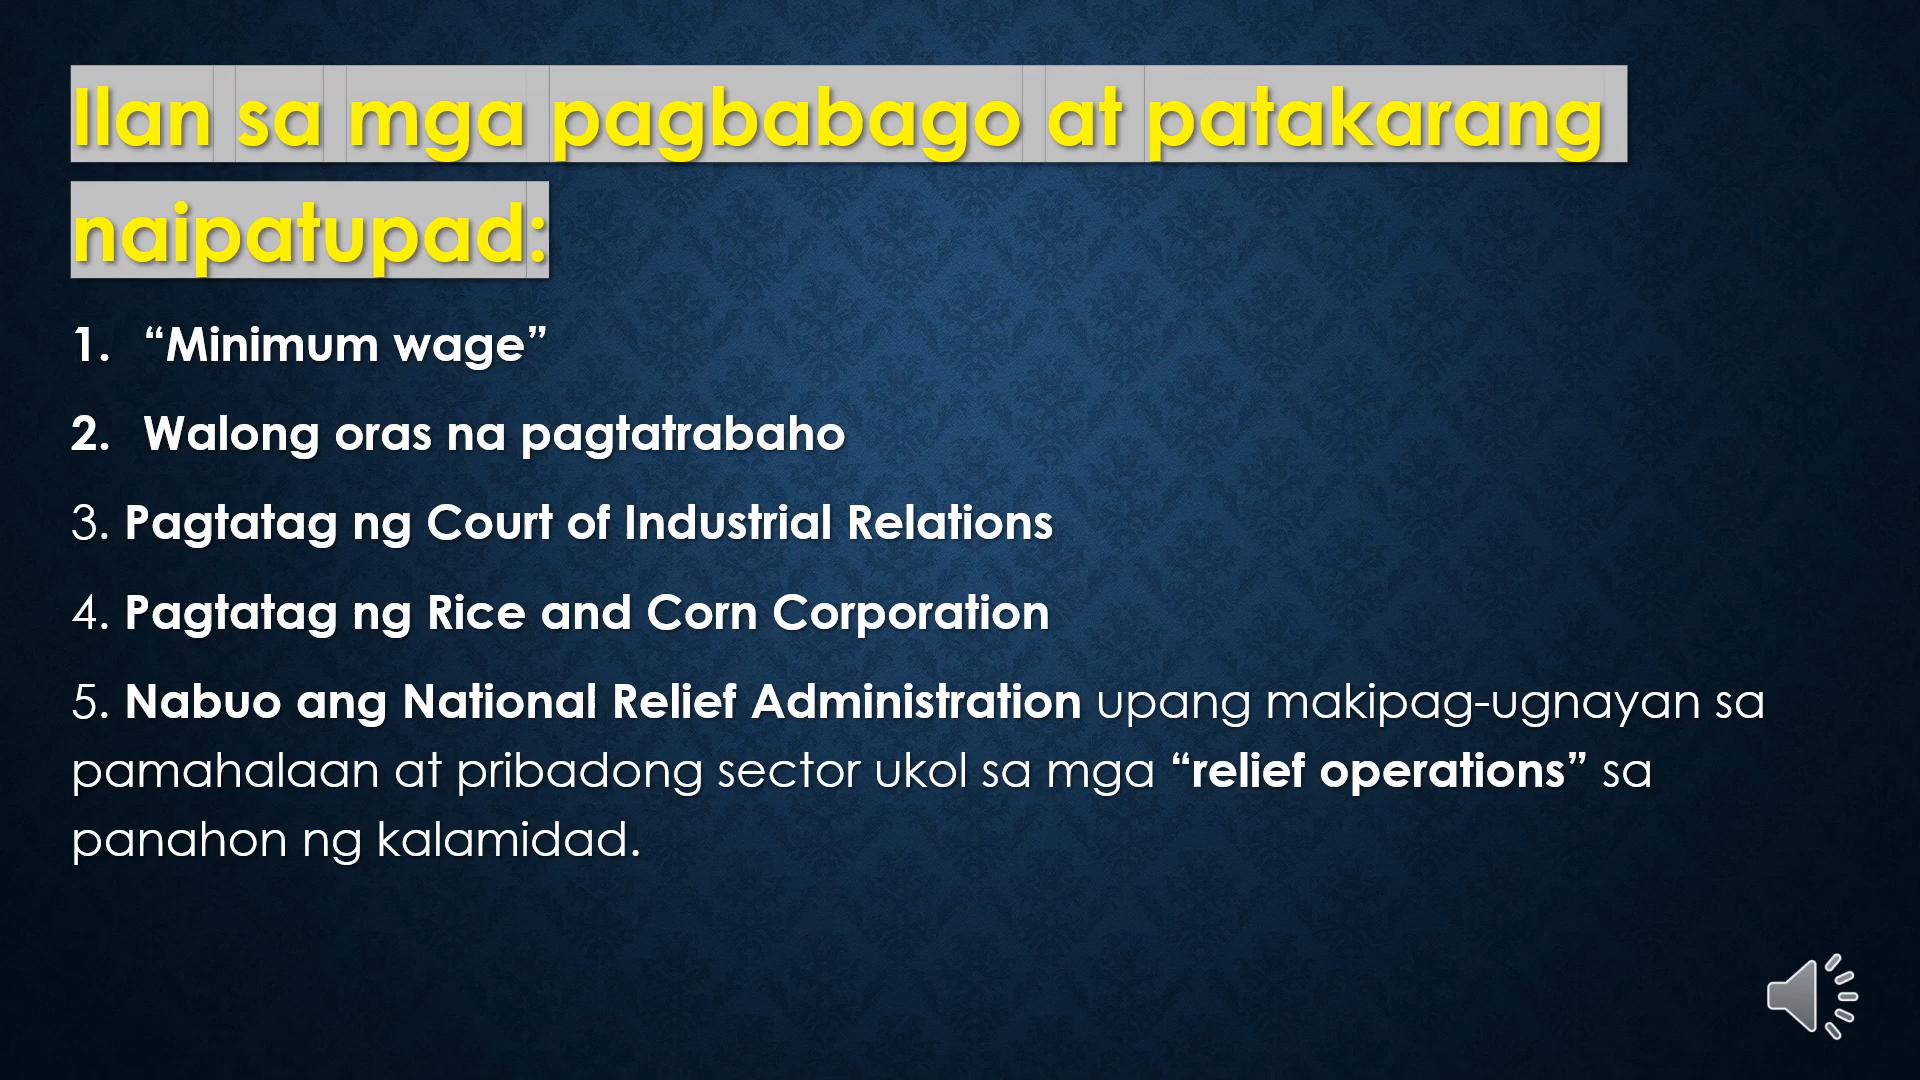 Ilan sa mga pagbabago at patakarang
naipatupad:
1. “Minimum wage”
2. Walong oras na pagtatrabaho
3. Pagtatag ng Court of Industrial Relations
4. Pagtatag ng Rice and Corn Corporation
5. Nabuo ang National Relief Administration upang makipag-ugnayan sa
pamahalaan at pribadong sector ukol sa mga “relief operations” sa
panahon ng kalamidad.